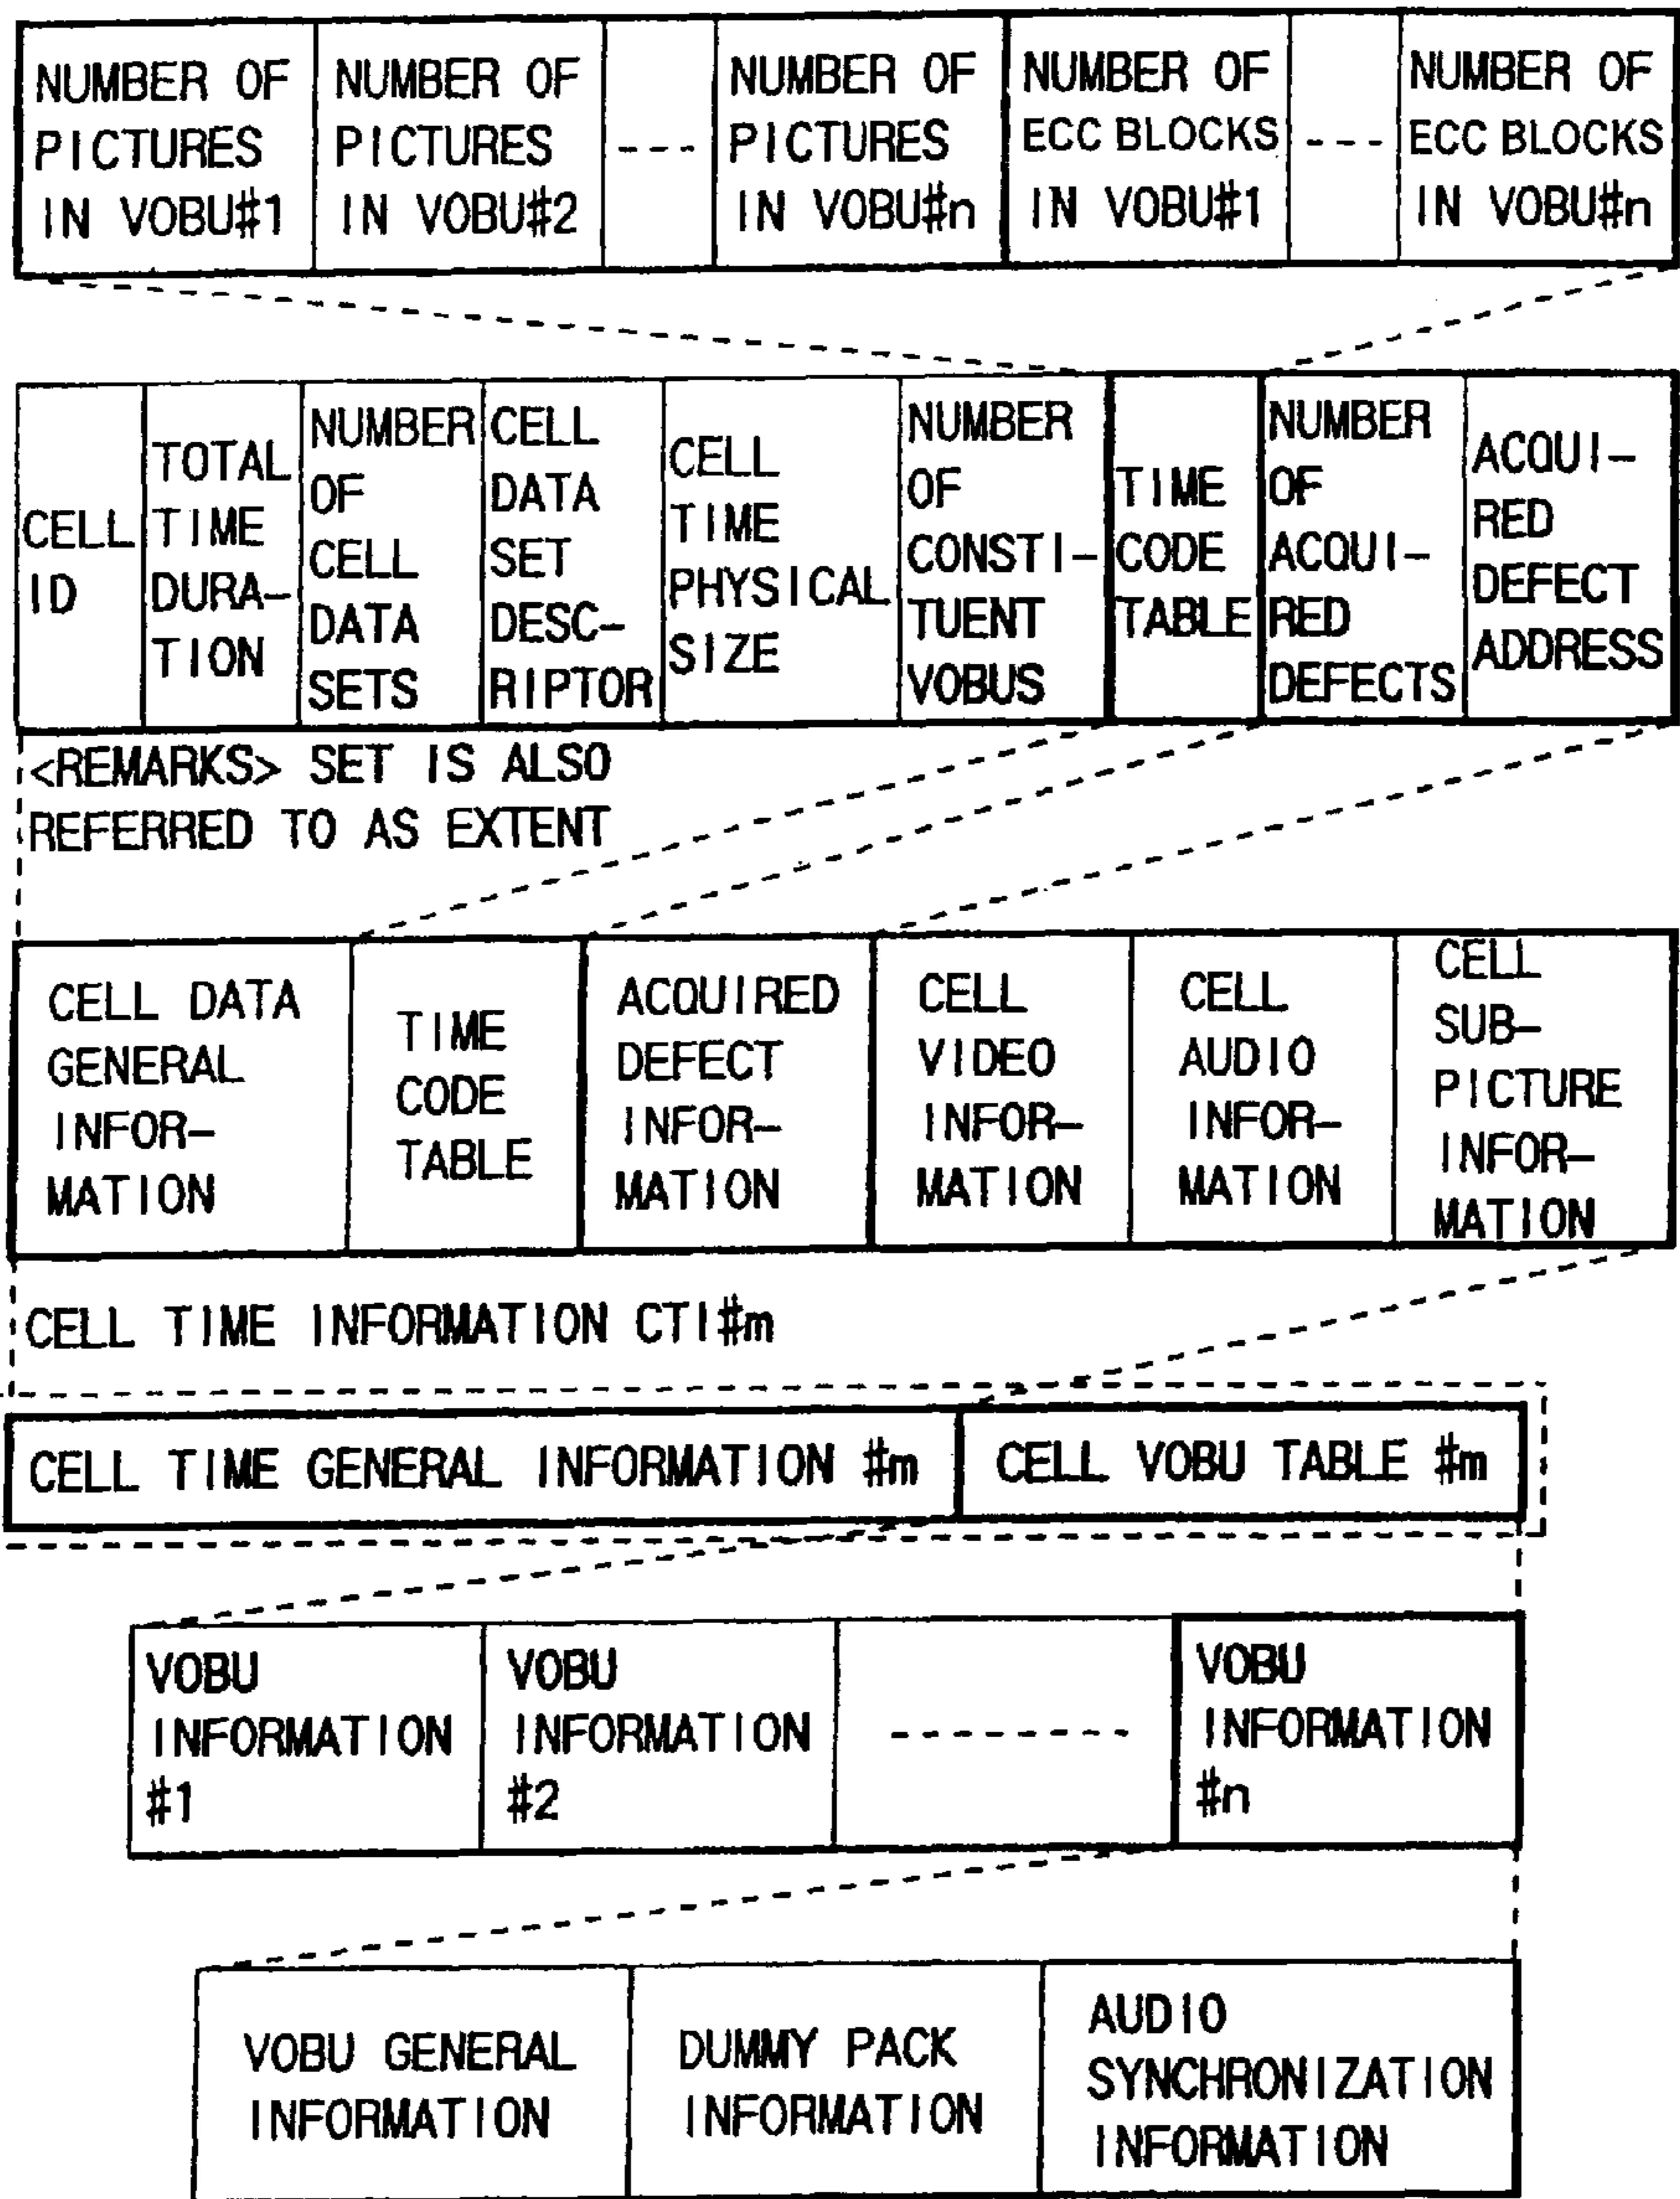 NUMBER OF
PICTURES
IN VOBU#1
NUMBER OF
PICTURES
IN VOBU#2
----
NUMBER OF
PICTURES
IN VOBU#n
NUMBER OF
ECC BLOCKS
IN VOBU#1
----
NUMBER OF
ECC BLOCKS
IN VOBU#n
CELL
ID
TOTAL
TIME
DURA-
TION
NUMBER
OF
CELL
DATA
SETS
CELL
DATA
SET
DESC-
RIPTOR
CELL
TIME
PHYSICAL
SIZE
NUMBER
OF
CONSTI-
TUENT
VOBUS
TIME
CODE
TABLE
NUMBER
OF
ACQUI-
RED
DEFECTS
ACQUI-
RED
DEFECT
ADDRESS
<REMARKS> SET IS ALSO
REFERRED TO AS EXTENT
CELL DATA
GENERAL
INFOR-
MATION
TIME
CODE
TABLE
ACQUIRED
DEFECT
INFOR-
MATION
CELL
VIDEO
INFOR-
MATION
CELL
AUDIO
INFOR-
MATION
CELL
SUB-
PICTURE
INFOR-
MATION
CELL TIME INFORMATION CTI#m
CELL TIME GENERAL INFORMATION #m
CELL VOBU TABLE #m
VOBU
INFORMATION
#1
VOBU
INFORMATION
#2
---------
VOBU
INFORMATION
#n
VOBU GENERAL
INFORMATION
DUMMY PACK
INFORMATION
AUDIO
SYNCHRONIZATION
INFORMATION